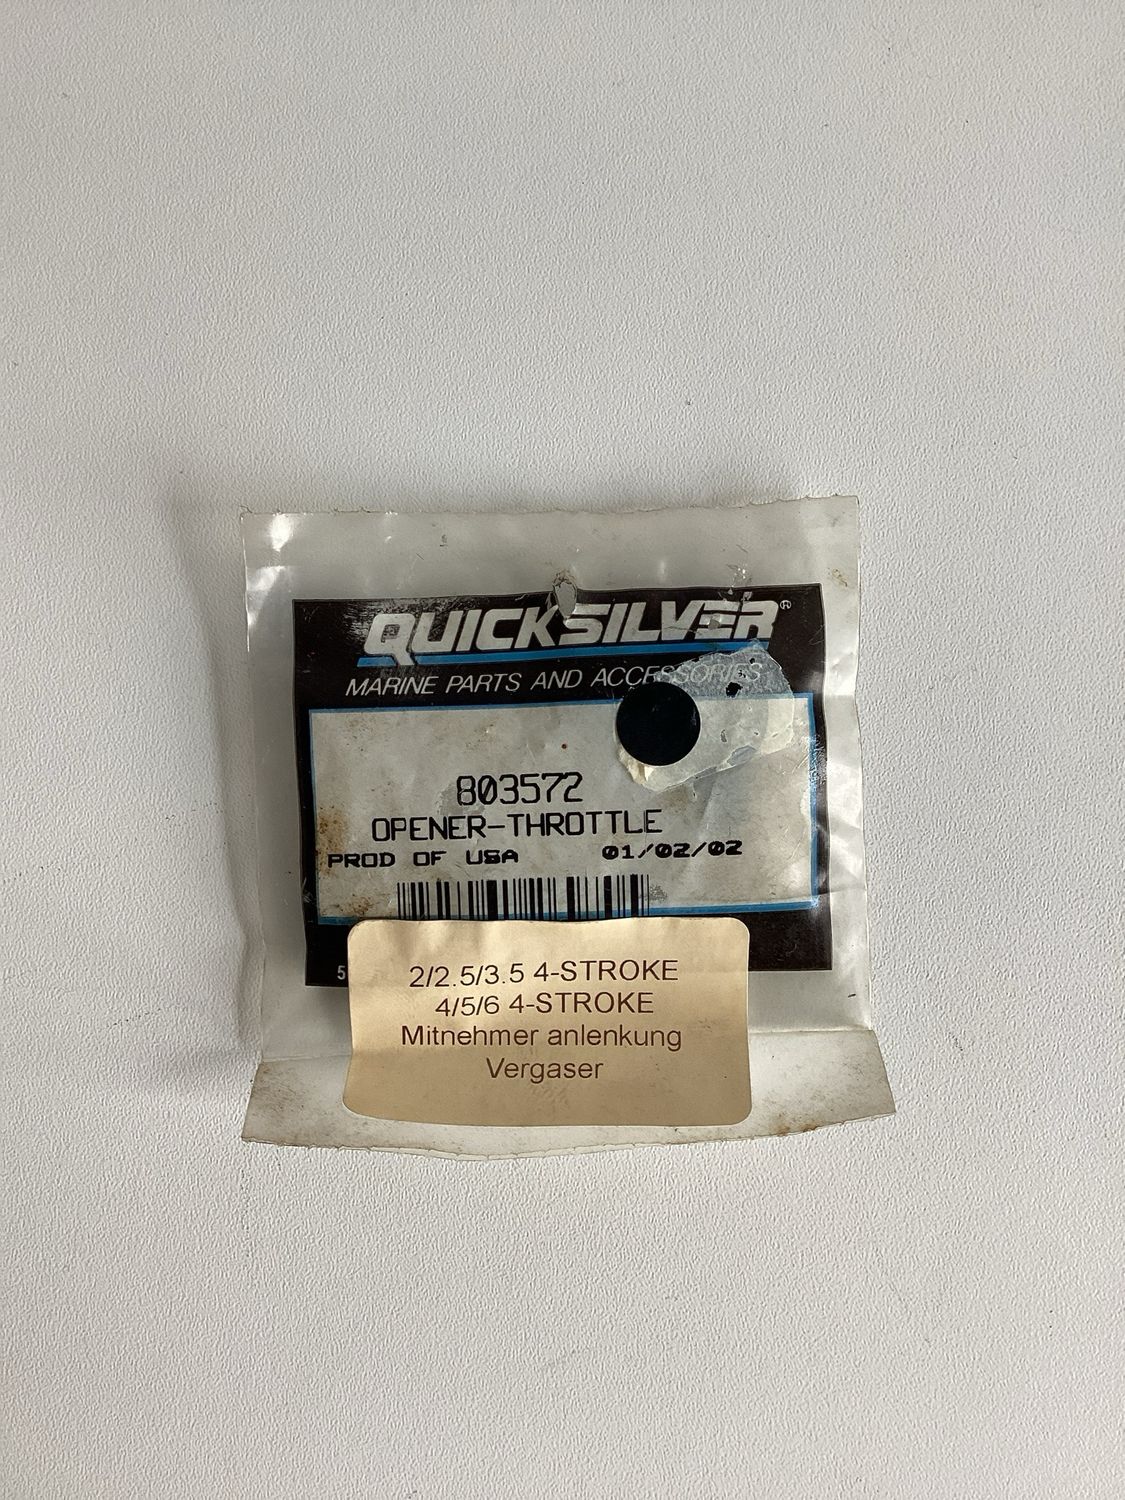 QUICKSILVER®
MARINE PARTS AND ACCESSORIES
803572
OPENER-THROTTLE
PROD OF USA 01/02/02
5
2/2.5/3.5 4-STROKE
4/5/6 4-STROKE
Mitnehmer anlenkung
Vergaser